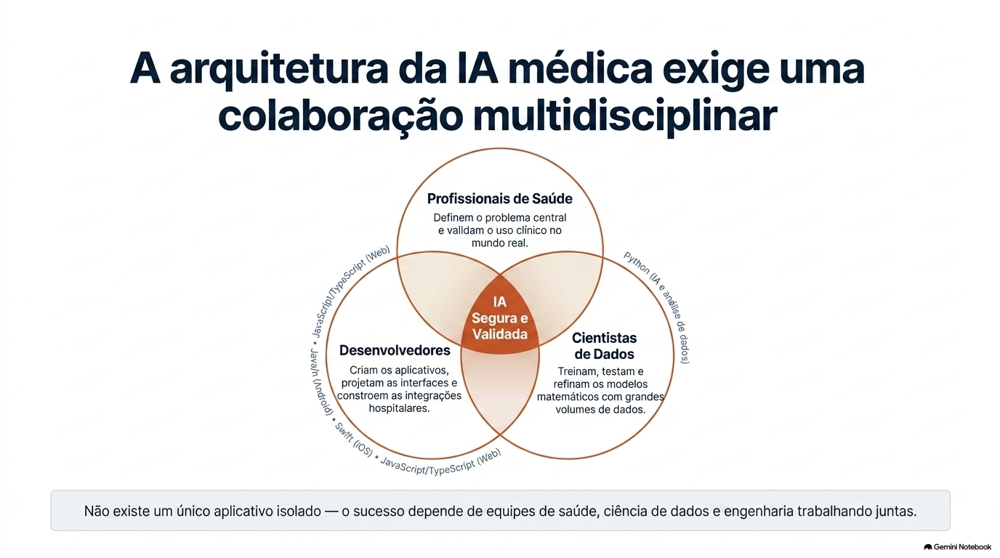 A arquitetura da IA médica exige uma
colaboração multidisciplinar
Profissionais de Saúde
Definem o problema central
e validam o uso clínico no
mundo real.
JavaScript/TypeScript (Web) • Java/u (Android) • Swift (iOS) • JavaScript/TypeScript (Web)
Python (IA e análise de dados)
IA
Segura e
Validada
Desenvolvedores
Criam os aplicativos,
projetam as interfaces e
constroem as integrações
hospitalares.
Cientistas
de Dados
Treinam, testam e
refinam os modelos
matemáticos com grandes
volumes de dados.
Não existe um único aplicativo isolado — o sucesso depende de equipes de saúde, ciência de dados e engenharia trabalhando juntas.
Gemini Notebook